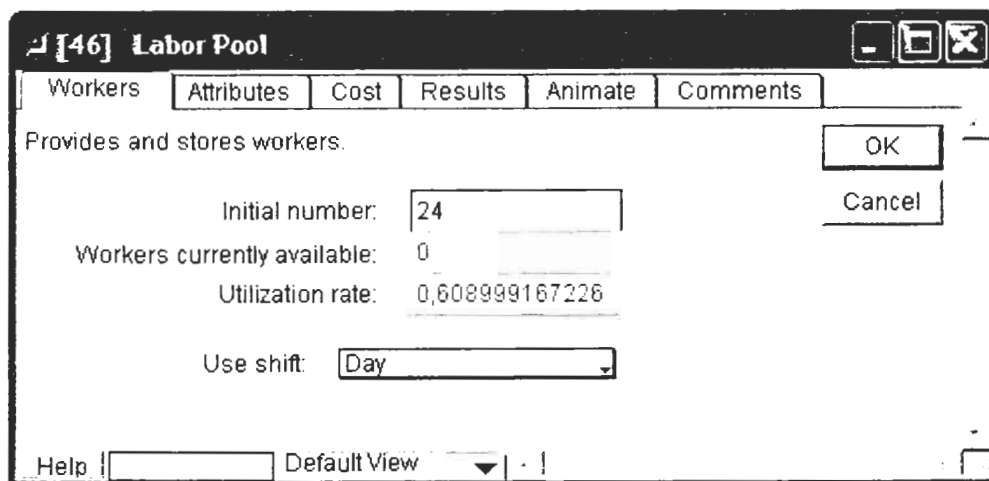 [46] Labor Pool
Workers Attributes Cost Results Animate Comments
Provides and stores workers.
OK
Cancel
Initial number: 24
Workers currently available: 0
Utilization rate: 0,608999167226
Use shift: Day
Help Default View